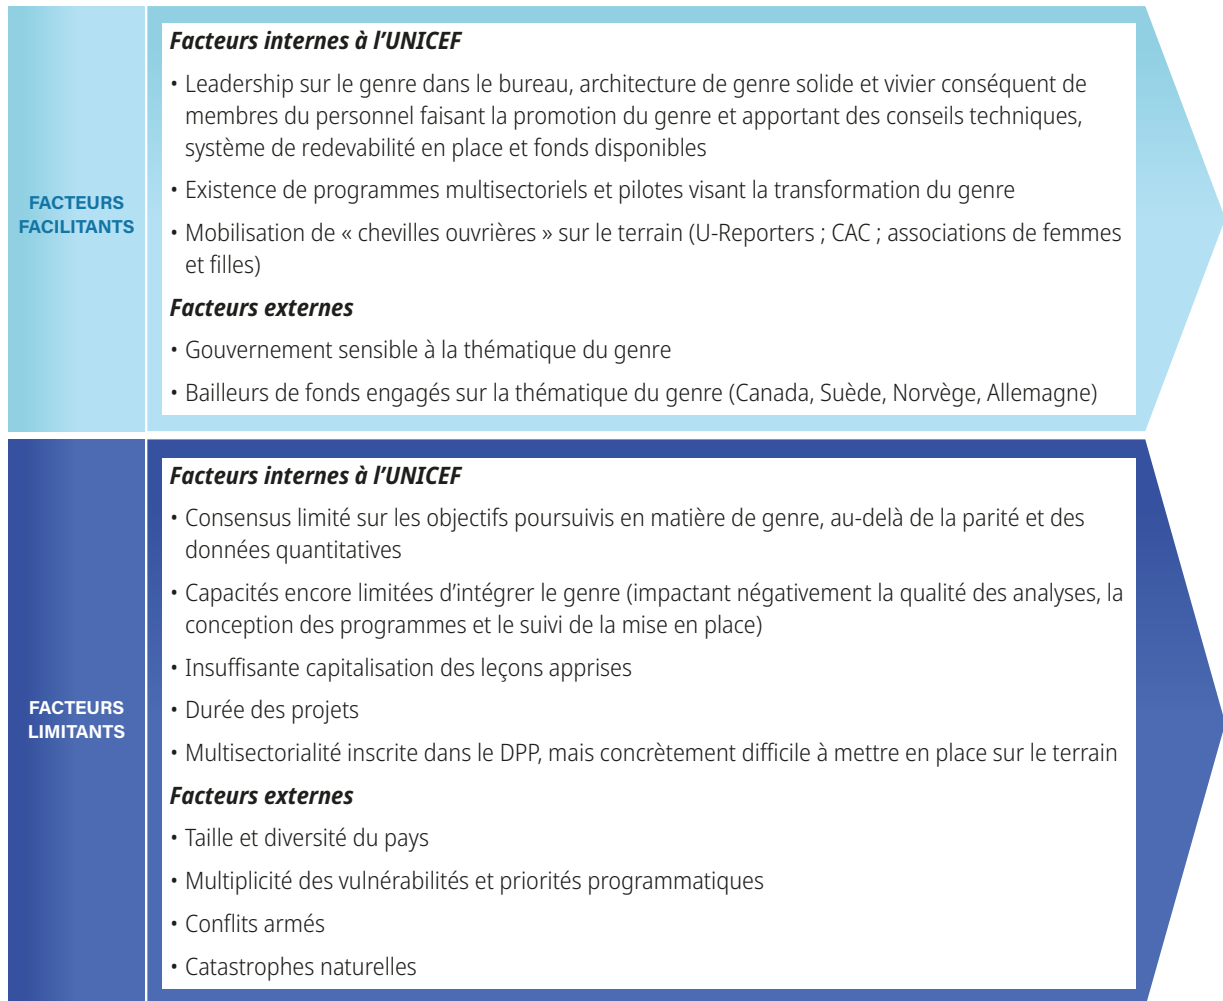 FACTEURS
FACILITANTS
Facteurs internes à l’UNICEF
• Leadership sur le genre dans le bureau, architecture de genre solide et vivier conséquent de
membres du personnel faisant la promotion du genre et apportant des conseils techniques,
système de redevabilité en place et fonds disponibles
• Existence de programmes multisectoriels et pilotes visant la transformation du genre
• Mobilisation de « chevilles ouvrières » sur le terrain (U-Reporters ; CAC ; associations de femmes
et filles)
Facteurs externes
• Gouvernement sensible à la thématique du genre
• Bailleurs de fonds engagés sur la thématique du genre (Canada, Suède, Norvège, Allemagne)
FACTEURS
LIMITANTS
Facteurs internes à l’UNICEF
• Consensus limité sur les objectifs poursuivis en matière de genre, au-delà de la parité et des
données quantitatives
• Capacités encore limitées d’intégrer le genre (impactant négativement la qualité des analyses, la
conception des programmes et le suivi de la mise en place)
• Insuffisante capitalisation des leçons apprises
• Durée des projets
• Multisectorialité inscrite dans le DPP, mais concrètement difficile à mettre en place sur le terrain
Facteurs externes
• Taille et diversité du pays
• Multiplicité des vulnérabilités et priorités programmatiques
• Conflits armés
• Catastrophes naturelles